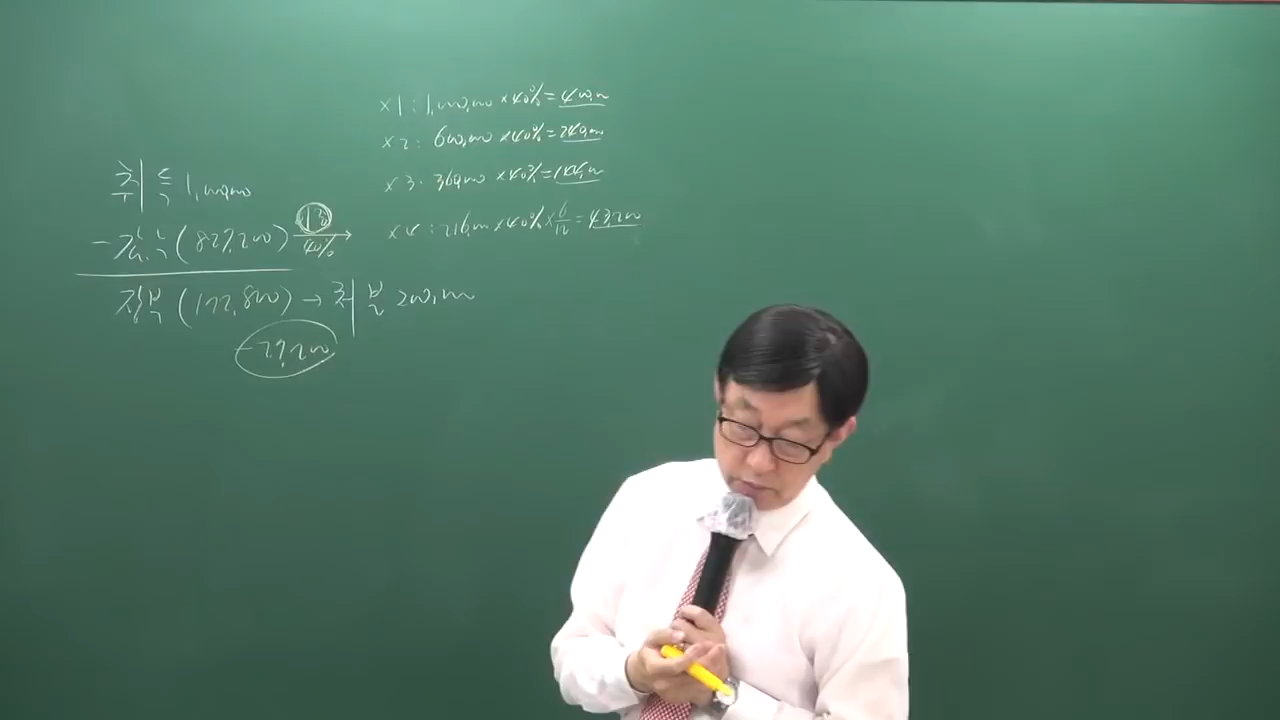 ×1 : 1,000,000 ×40%=400,000
×2 : 600,000 ×40%=240,000
×3 : 360,000 ×40%=144,000
×4 : 216,000×40%×6/12=43,200
취득 1,000,000
-감누(827,200) 정 40%
장부(172,800) → 처분 200,000
-27,200